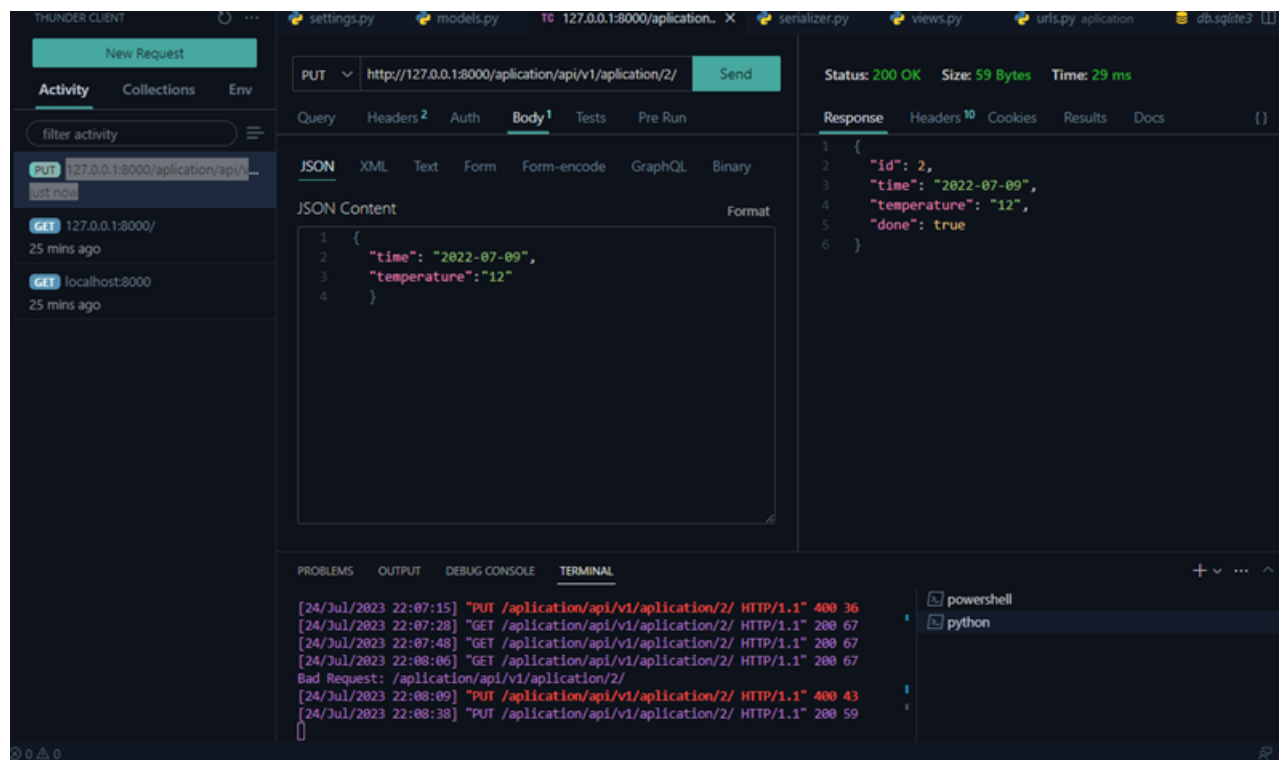 THUNDER CLIENT
settings.py models.py TC 127.0.0.1:8000/aplication.. serializer.py views.py urls.py aplication db.sqlite3
New Request
Activity Collections Env
filter activity
PUT 127.0.0.1:8000/aplication/api/v...
just now
GET 127.0.0.1:8000/
25 mins ago
GET localhost:8000
25 mins ago
PUT http://127.0.0.1:8000/aplication/api/v1/aplication/2/ Send
Query Headers 2 Auth Body 1 Tests Pre Run
JSON XML Text Form Form-encode GraphQL Binary
JSON Content Format
1 {
2 "time": "2022-07-09",
3 "temperature":"12"
4 }
Status: 200 OK Size: 59 Bytes Time: 29 ms
Response Headers 10 Cookies Results Docs {}
1 {
2 "id": 2,
3 "time": "2022-07-09",
4 "temperature": "12",
5 "done": true
6 }
PROBLEMS OUTPUT DEBUG CONSOLE TERMINAL
[24/Jul/2023 22:07:15] "PUT /aplication/api/v1/aplication/2/ HTTP/1.1" 400 36
[24/Jul/2023 22:07:28] "GET /aplication/api/v1/aplication/2/ HTTP/1.1" 200 67
[24/Jul/2023 22:07:48] "GET /aplication/api/v1/aplication/2/ HTTP/1.1" 200 67
[24/Jul/2023 22:08:06] "GET /aplication/api/v1/aplication/2/ HTTP/1.1" 200 67
Bad Request: /aplication/api/v1/aplication/2/
[24/Jul/2023 22:08:09] "PUT /aplication/api/v1/aplication/2/ HTTP/1.1" 400 43
[24/Jul/2023 22:08:38] "PUT /aplication/api/v1/aplication/2/ HTTP/1.1" 200 59
powershell
python
0 0